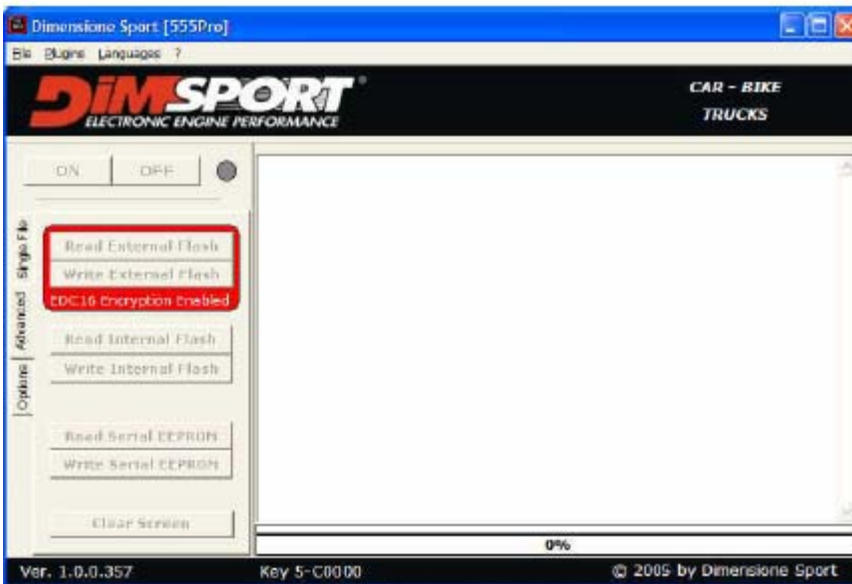 Dimensione Sport [555Pro]
File Plugins Languages ?
DIMSPORT®
ELECTRONIC ENGINE PERFORMANCE
CAR - BIKE
TRUCKS
ON OFF
Single File
Advanced
Options
Read External Flash
Write External Flash
EDC16 Encryption Enabled
Read Internal Flash
Write Internal Flash
Read Serial EEPROM
Write Serial EEPROM
Clear Screen
0%
Ver. 1.0.0.357 Key 5-C0000 © 2005 by Dimensione Sport